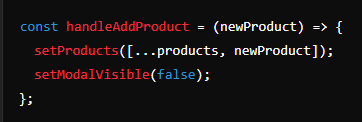 const handleAddProduct = (newProduct) => {
  setProducts([...products, newProduct]);
  setModalVisible(false);
};